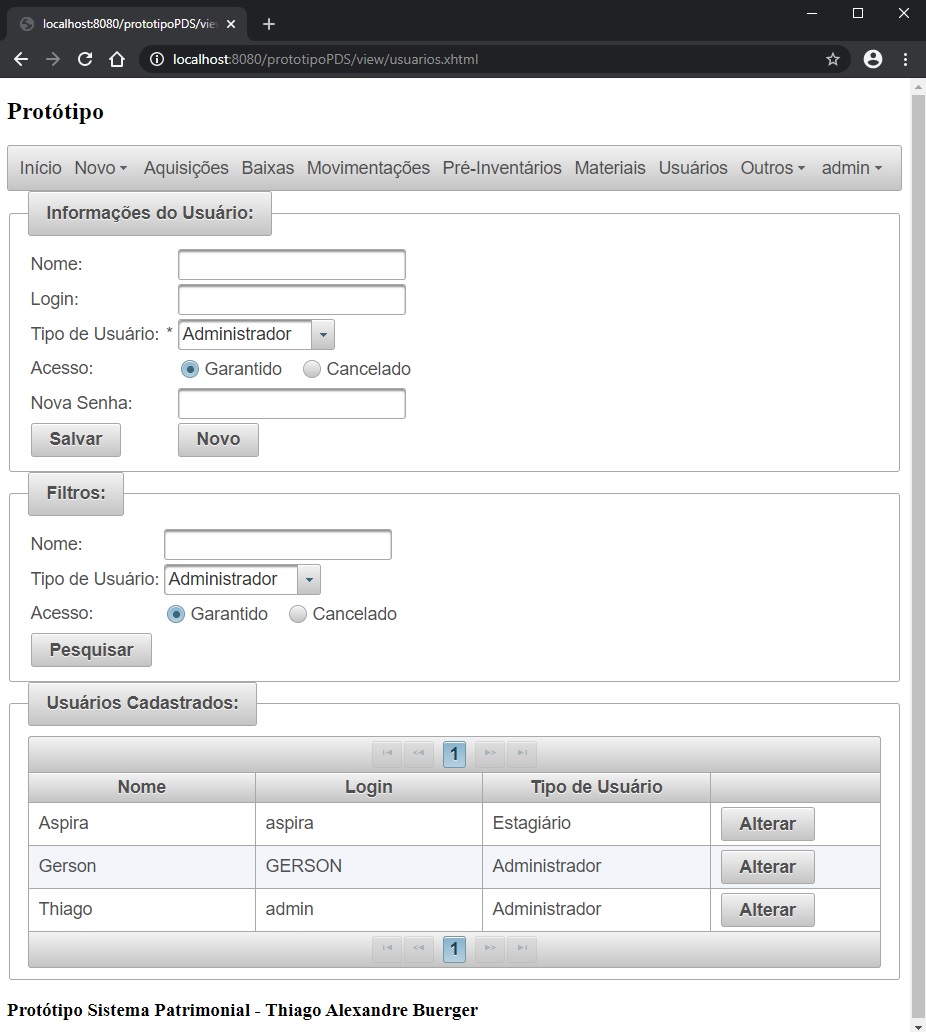 localhost:8080/prototipoPDS/vie
localhost:8080/prototipoPDS/view/usuarios.xhtml
Protótipo
Início Novo Aquisições Baixas Movimentações Pré-Inventários Materiais Usuários Outros admin
Informações do Usuário:
Nome:
Login:
Tipo de Usuário: * Administrador
Acesso: Garantido Cancelado
Nova Senha:
Salvar Novo
Filtros:
Nome:
Tipo de Usuário: Administrador
Acesso: Garantido Cancelado
Pesquisar
Usuários Cadastrados:
1
Nome Login Tipo de Usuário
Aspira aspira Estagiário Alterar
Gerson GERSON Administrador Alterar
Thiago admin Administrador Alterar
1
Protótipo Sistema Patrimonial - Thiago Alexandre Buerger